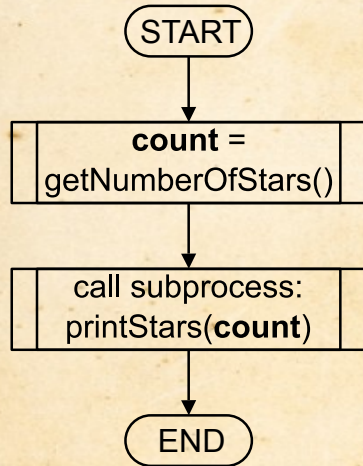 START
count =
getNumberOfStars()
call subprocess:
printStars(count)
END